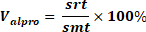 V_alpro = srt/smt × 100%